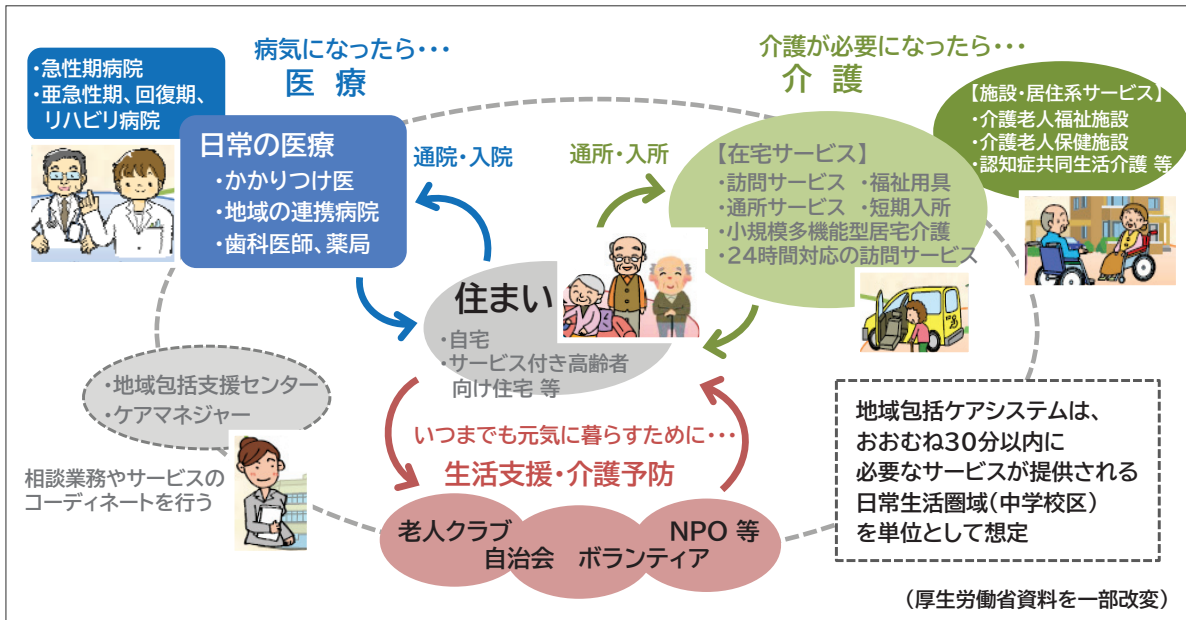 病気になったら・・・
医 療
・急性期病院
・亜急性期、回復期、
リハビリ病院
日常の医療
・かかりつけ医
・地域の連携病院
・歯科医師、薬局
通院・入院
介護が必要になったら・・・
介 護
通所・入所
【在宅サービス】
・訪問サービス ・福祉用具
・通所サービス ・短期入所
・小規模多機能型居宅介護
・24時間対応の訪問サービス
【施設・居住系サービス】
・介護老人福祉施設
・介護老人保健施設
・認知症共同生活介護 等
住まい
・自宅
・サービス付き高齢者
向け住宅 等
・地域包括支援センター
・ケアマネジャー
相談業務やサービスの
コーディネートを行う
いつまでも元気に暮らすために・・・
生活支援・介護予防
老人クラブ
自治会
ボランティア
NPO 等
地域包括ケアシステムは、
おおむね30分以内に
必要なサービスが提供される
日常生活圏域(中学校区)
を単位として想定
(厚生労働省資料を一部改変)